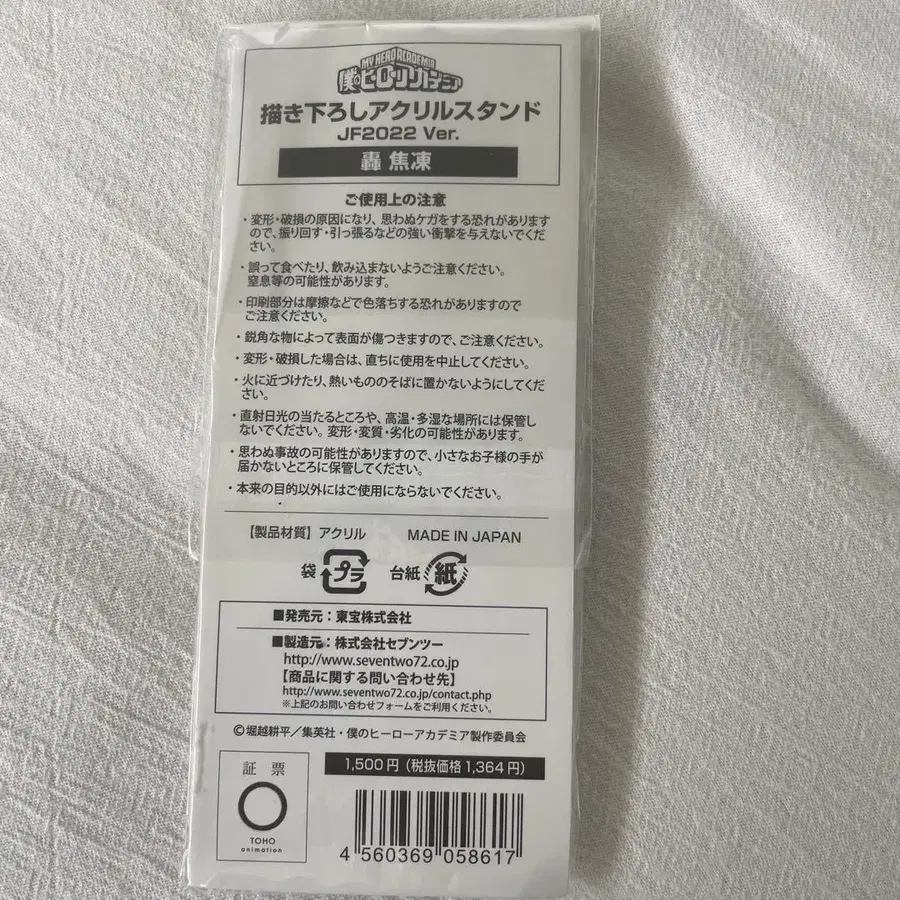 MY HERO ACADEMIA
僕のヒーローアカデミア
描き下ろしアクリルスタンド
JF2022 Ver.
轟 焦凍
ご使用上の注意
・変形・破損の原因になり、思わぬケガをする恐れがあります
ので、振り回す・引っ張るなどの強い衝撃を与えないでくだ
さい。
・誤って食べたり、飲み込まないようご注意ください。
窒息等の可能性があります。
・印刷部分は摩擦などで色落ちする恐れがありますので
ご注意ください。
・鋭角な物によって表面が傷つきますので、ご注意ください。
・変形・破損した場合は、直ちに使用を中止してください。
・火に近づけたり、熱いもののそばに置かないようにしてくだ
さい。
・直射日光の当たるところや、高温・多湿な場所には保管し
ないでください。変形・変質・劣化の可能性があります。
・思わぬ事故の可能性がありますので、小さなお子様の手が
届かないところに保管してください。
・本来の目的以外にはご使用にならないでください。
【製品材質】アクリル MADE IN JAPAN
袋 プラ 台紙 紙
■発売元：東宝株式会社
■製造元：株式会社セブンツー
http://www.seventwo72.co.jp
【商品に関する問い合わせ先】
http://www.seventwo72.co.jp/contact.php
※上記のお問い合わせフォームをご利用ください。
©堀越耕平／集英社・僕のヒーローアカデミア製作委員会
証 票
TOHO
animation
1,500円（税抜価格1,364円）
4 560369 058617